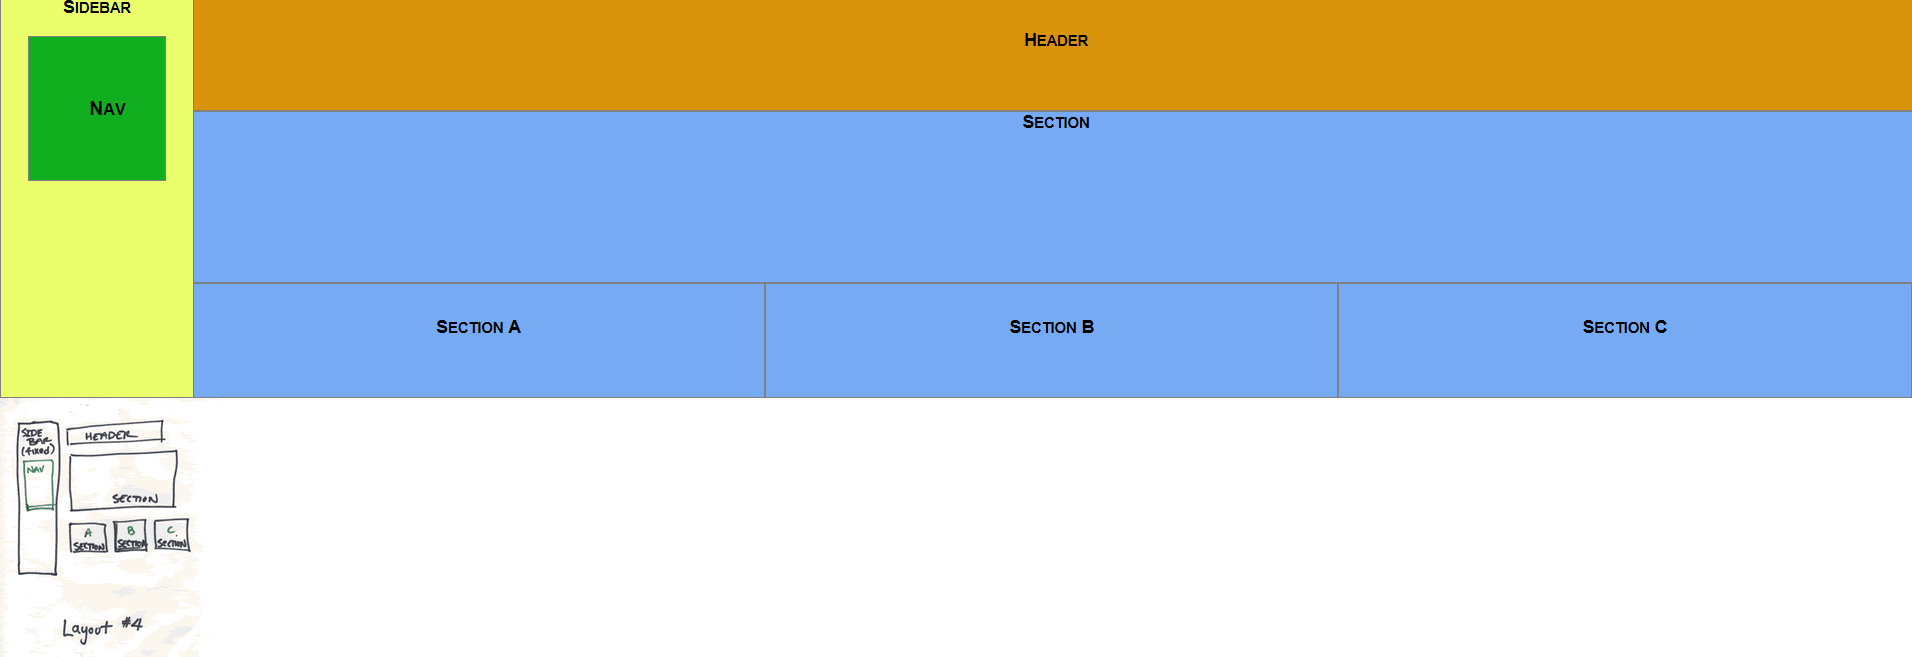 SIDEBAR
NAV
HEADER
SECTION
SECTION A
SECTION B
SECTION C
SIDE
BAR
(fixed)
NAV
HEADER
SECTION
A
SECTION
B
SECTION
C.
SECTION
Layout #4